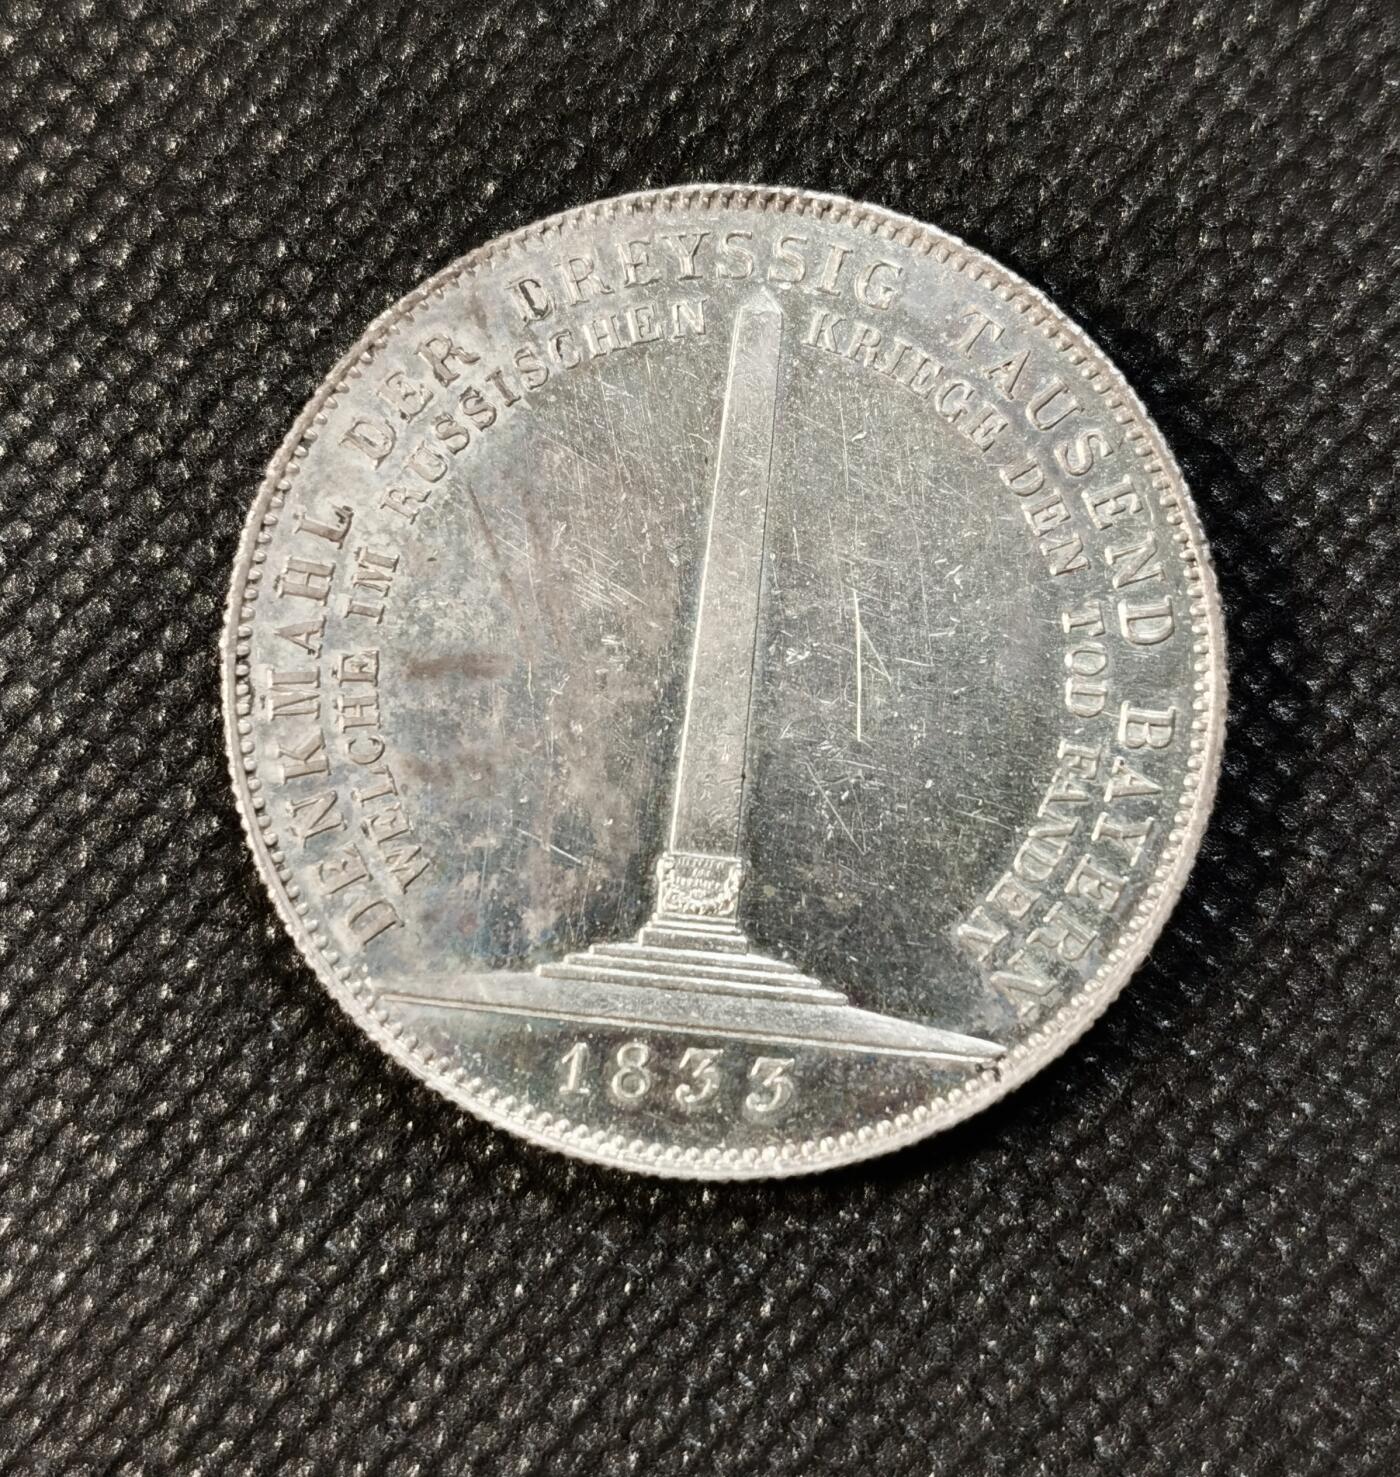 DENKMAHL DER DREYSSIG TAUSEND BAYERN
WELCHE IM RUSSISCHEN KRIEGE DEN TOD FANDEN
1833